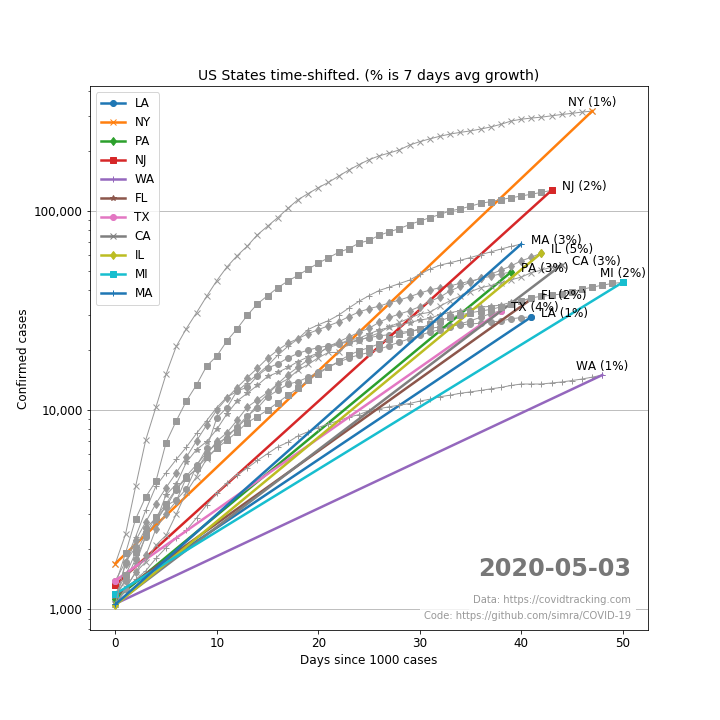 US States time-shifted. (% is 7 days avg growth)
LA
NY
PA
NJ
WA
FL
TX
CA
IL
MI
MA
NY (1%)
NJ (2%)
MA (3%)
IL (5%)
CA (3%)
PA (3%)
MI (2%)
FL (2%)
TX (4%)
LA (1%)
WA (1%)
100,000
10,000
1,000
Confirmed cases
2020-05-03
Data: https://covidtracking.com
Code: https://github.com/simra/COVID-19
0 10 20 30 40 50
Days since 1000 cases